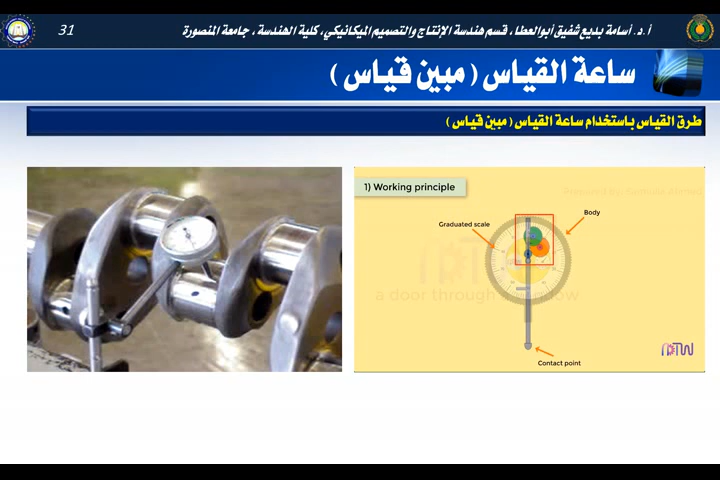 أ.د. أسامة بديع شفيق أبوالعطا ، قسم هندسة الإنتاج والتصميم الميكانيكي، كلية الهندسة ، جامعة المنصورة
31
ساعة القياس ( مبين قياس )
طرق القياس باستخدام ساعة القياس ( مبين قياس )
1) Working principle
Body
Graduated scale
a door through
Contact point